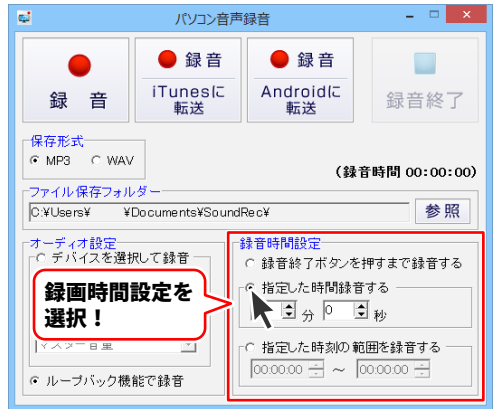 パソコン音声録音
録 音
録音
iTunesに
転送
録音
Androidに
転送
録音終了
保存形式
MP3 WAV
(録音時間 00:00:00)
ファイル保存フォルダー
C:¥Users¥ ¥Documents¥SoundRec¥
参照
オーディオ設定
デバイスを選択して録音
マスター音量
ループバック機能で録音
録画時間設定を
選択！
録音時間設定
録音終了ボタンを押すまで録音する
指定した時間録音する
分 0 秒
指定した時刻の範囲を録音する
00:00:00 ～ 00:00:00